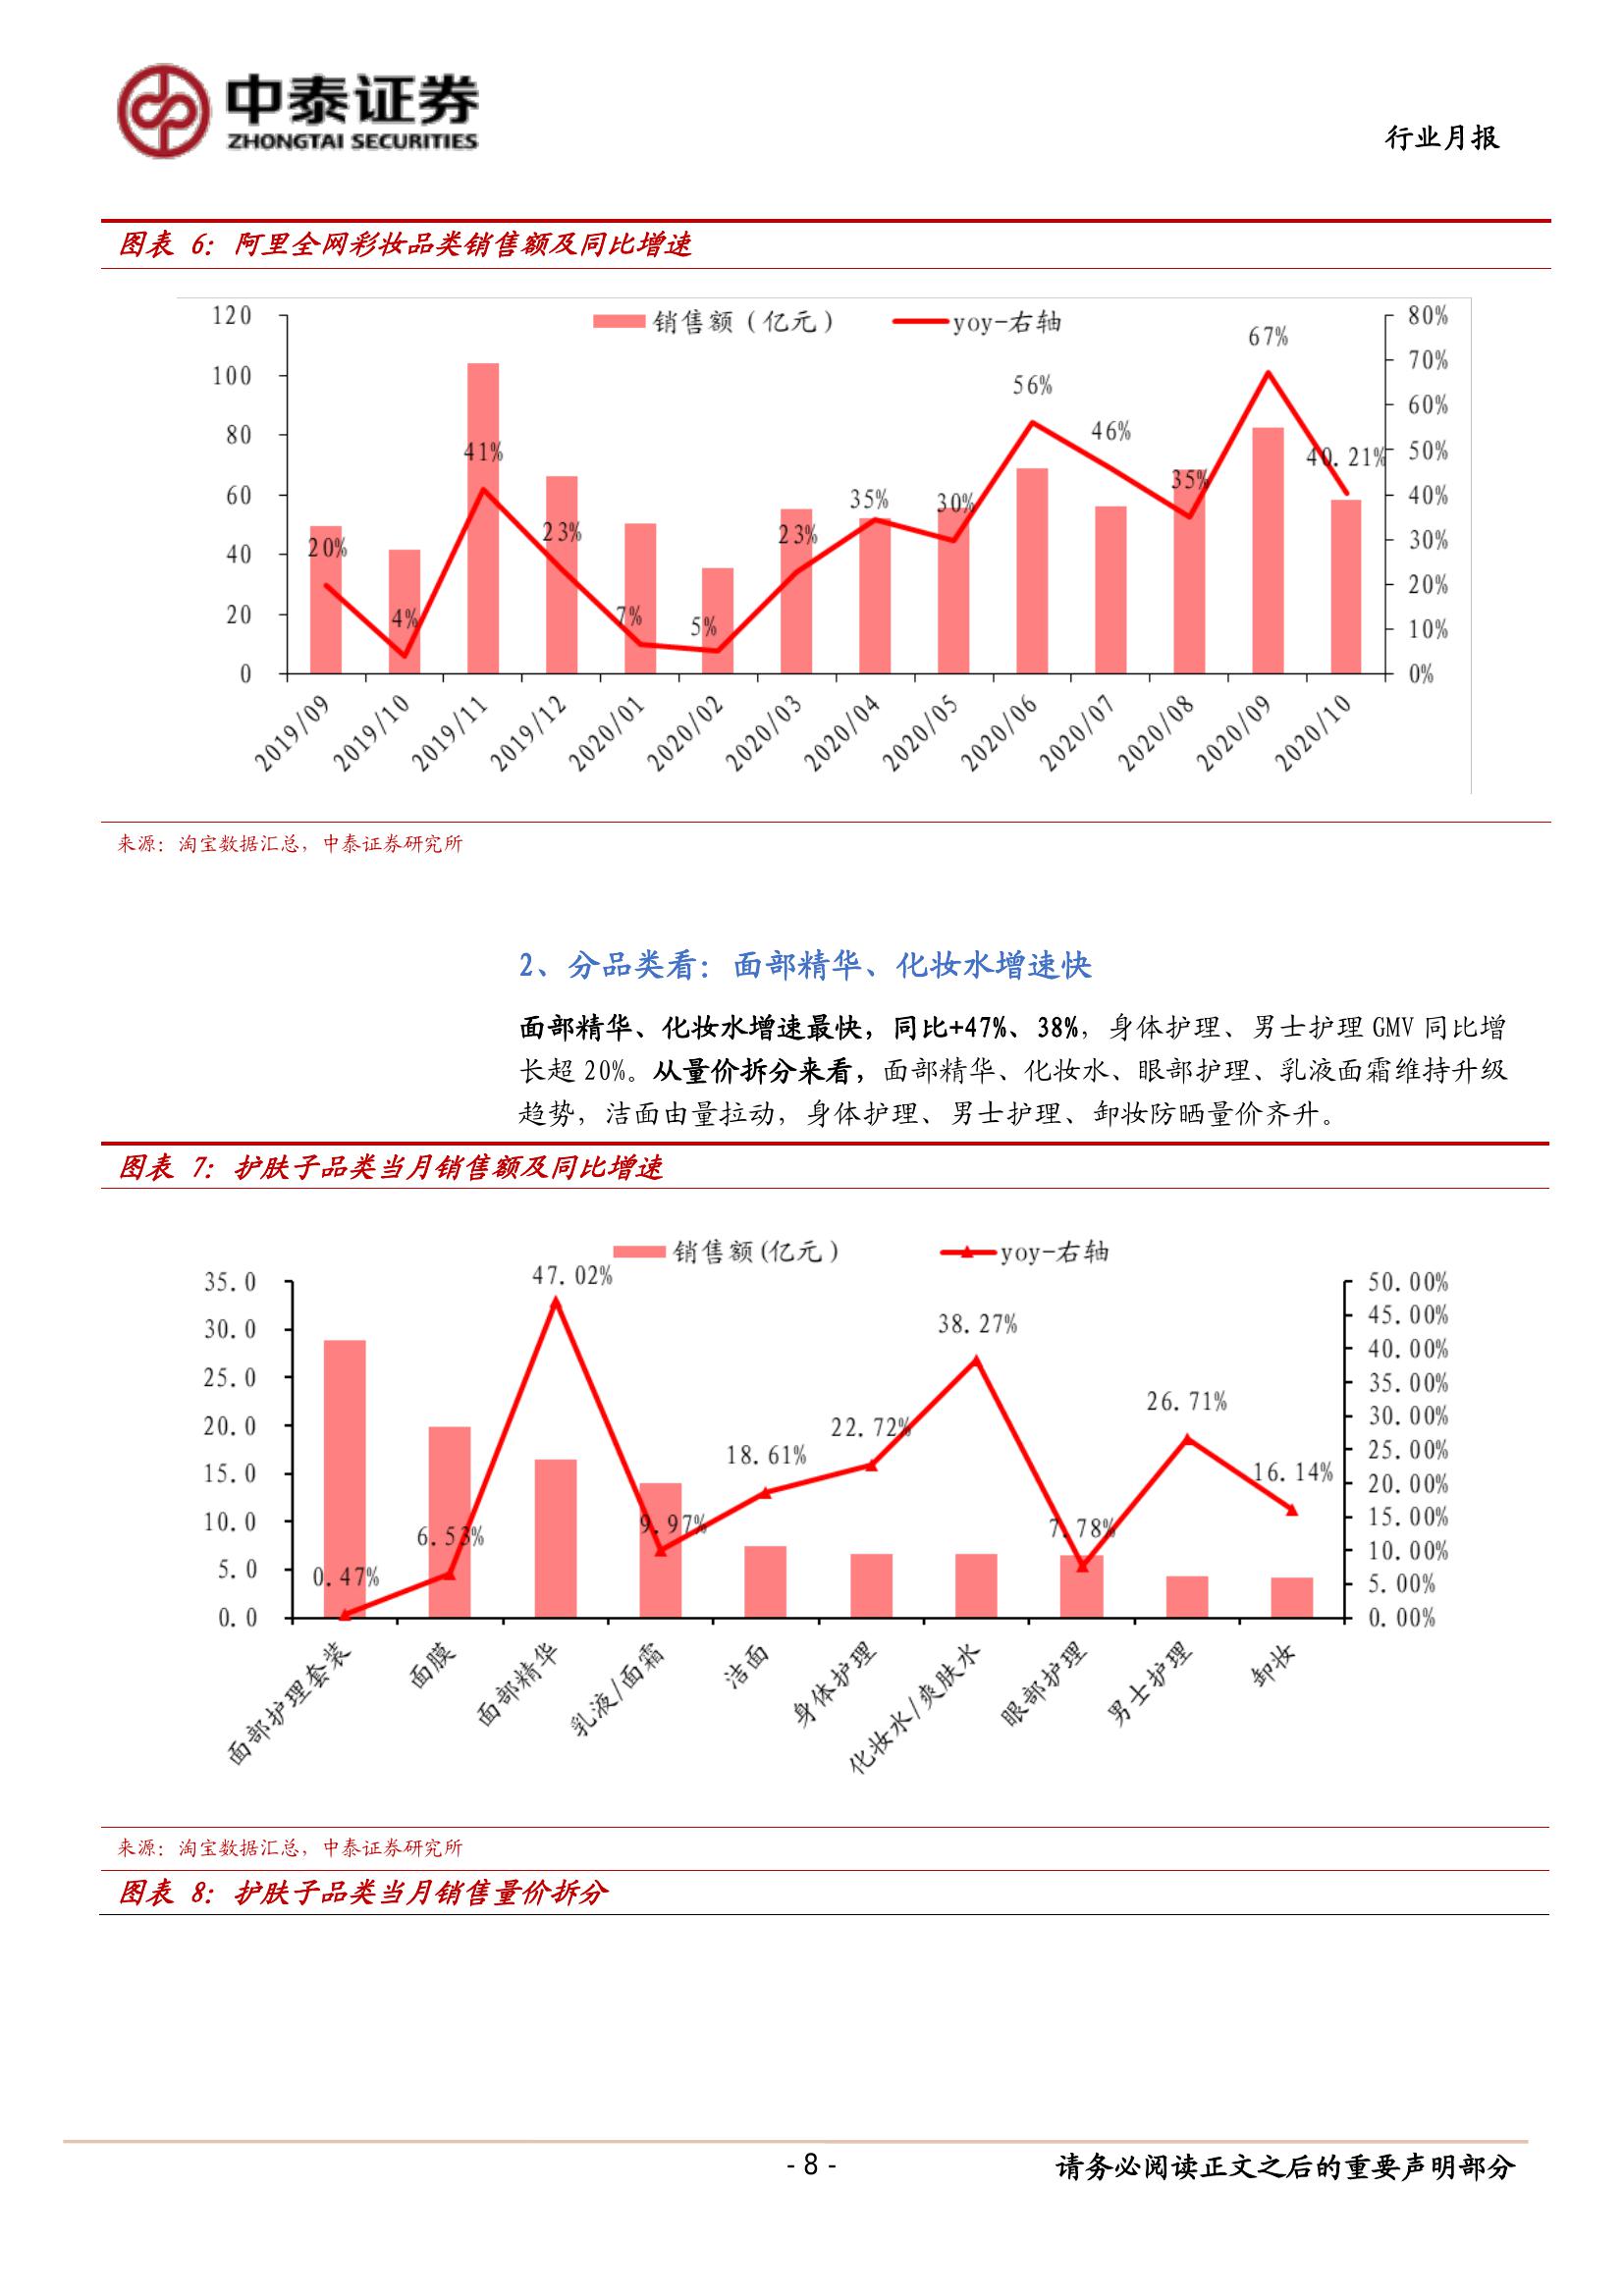 中泰证券
ZHONGTAI SECURITIES
行业月报
图表 6：阿里全网彩妆品类销售额及同比增速
销售额（亿元） yoy-右轴
120
100
80
60
40
20
0
80%
70%
60%
50%
40%
30%
20%
10%
0%
20%
4%
41%
23%
7%
5%
23%
35%
30%
56%
46%
35%
67%
40.21%
2019/09
2019/10
2019/11
2019/12
2020/01
2020/02
2020/03
2020/04
2020/05
2020/06
2020/07
2020/08
2020/09
2020/10
来源：淘宝数据汇总，中泰证券研究所
2、分品类看：面部精华、化妆水增速快
面部精华、化妆水增速最快，同比+47%、38%，身体护理、男士护理 GMV 同比增
长超 20%。从量价拆分来看，面部精华、化妆水、眼部护理、乳液面霜维持升级
趋势，洁面由量拉动，身体护理、男士护理、卸妆防晒量价齐升。
图表 7：护肤子品类当月销售额及同比增速
销售额(亿元） yoy-右轴
35.0
30.0
25.0
20.0
15.0
10.0
5.0
0.0
50.00%
45.00%
40.00%
35.00%
30.00%
25.00%
20.00%
15.00%
10.00%
5.00%
0.00%
0.47%
6.53%
47.02%
9.97%
18.61%
22.72%
38.27%
7.78%
26.71%
16.14%
面部护理套装
面膜
面部精华
乳液/面霜
洁面
身体护理
化妆水/爽肤水
眼部护理
男士护理
卸妆
来源：淘宝数据汇总，中泰证券研究所
图表 8：护肤子品类当月销售量价拆分
- 8 -
请务必阅读正文之后的重要声明部分